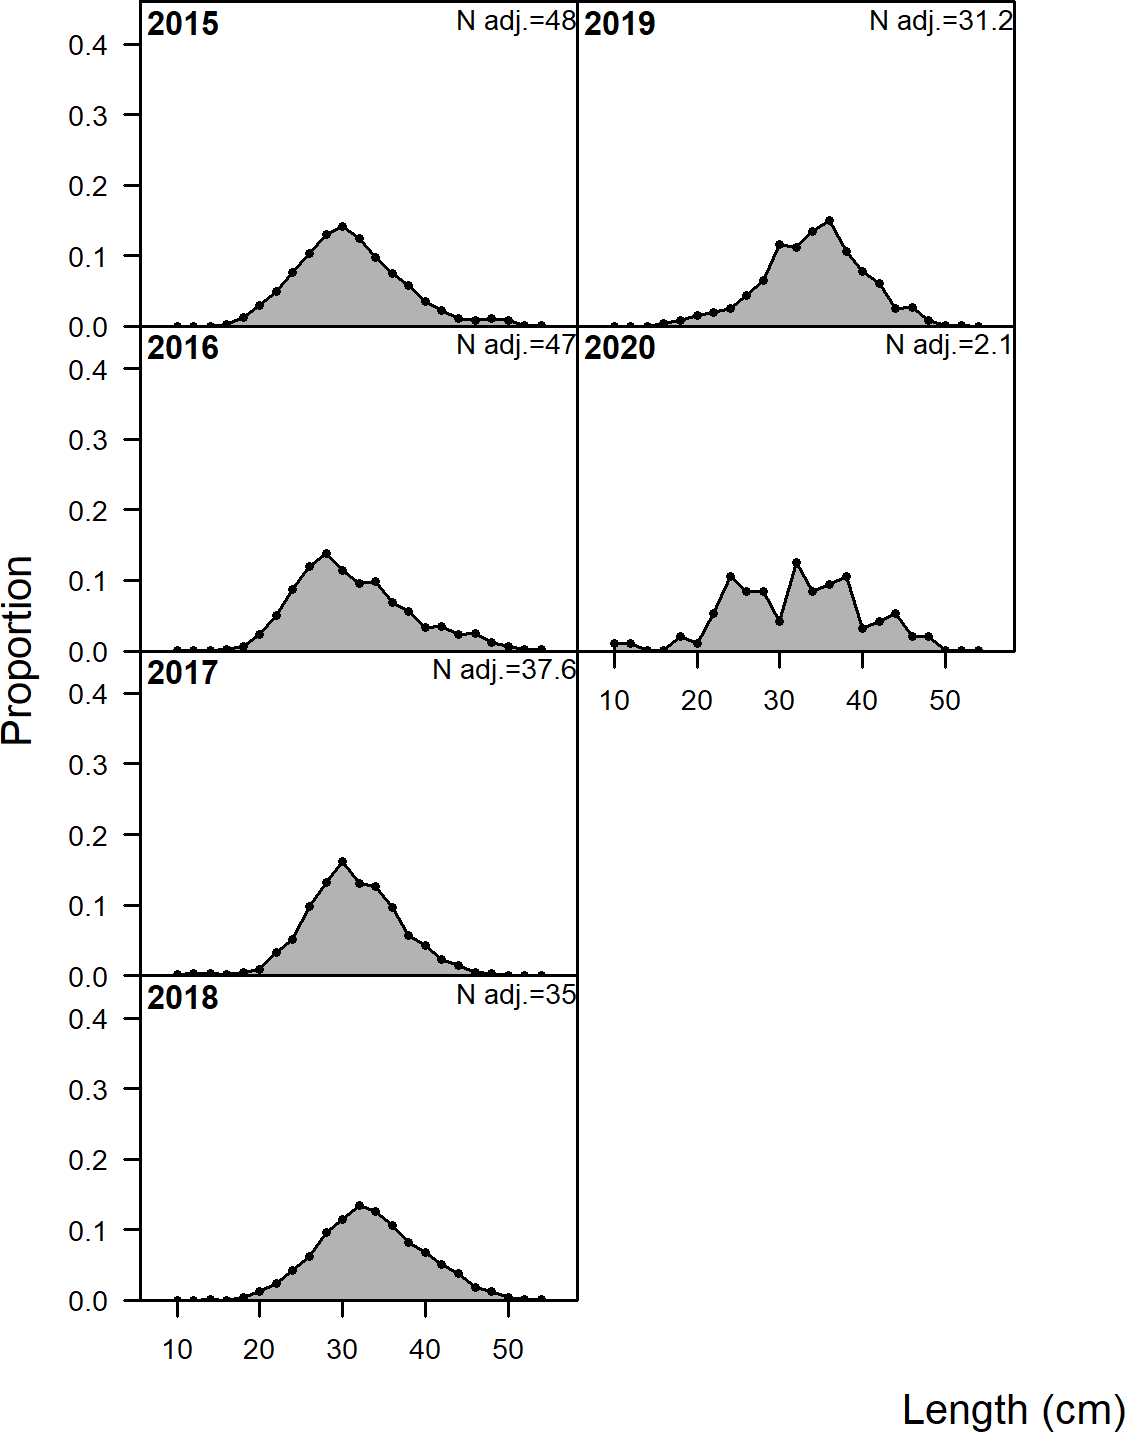 2015 N adj.=48
0.4
0.3
0.2
0.1
0.0
2019 N adj.=31.2
2016 N adj.=47
0.4
0.3
0.2
0.1
0.0
2020 N adj.=2.1
10 20 30 40 50
2017 N adj.=37.6
0.4
0.3
0.2
0.1
0.0
2018 N adj.=35
0.4
0.3
0.2
0.1
0.0
10 20 30 40 50
Proportion
Length (cm)